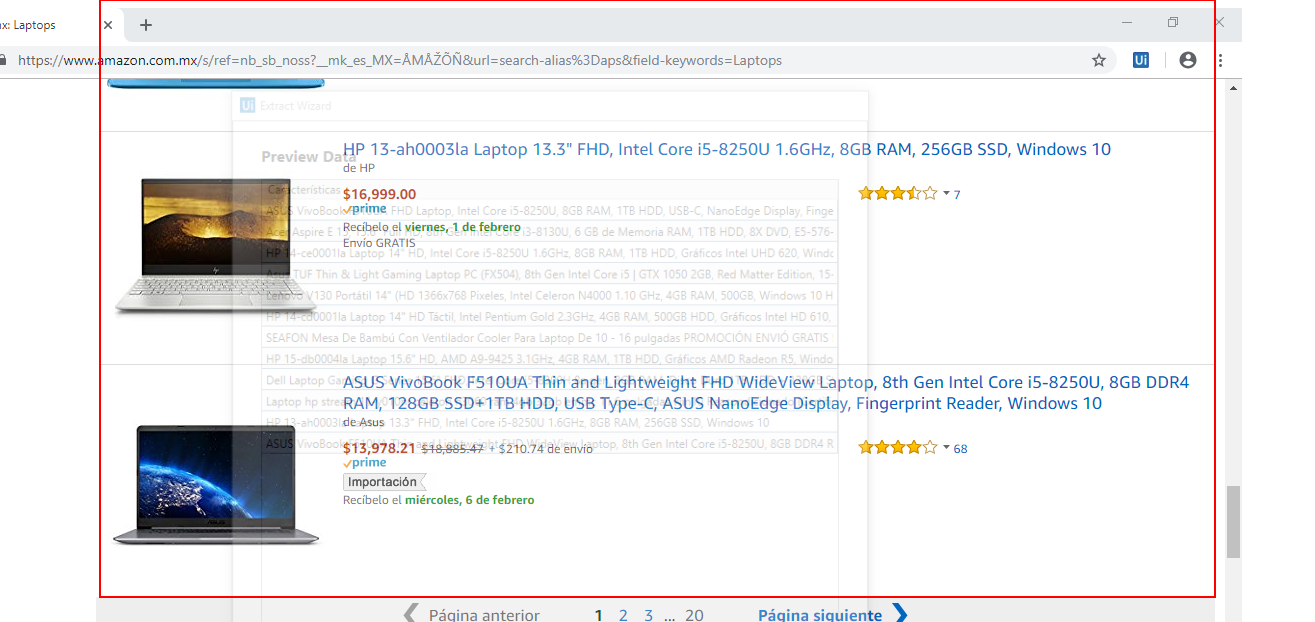 ıx: Laptops
https://www.amazon.com.mx/s/ref=nb_sb_noss?__mk_es_MX=ÅMÅŽÕÑ&url=search-alias%3Daps&field-keywords=Laptops
Ui
Ui Extract Wizard
Preview Data
HP 13-ah0003la Laptop 13.3" FHD, Intel Core i5-8250U 1.6GHz, 8GB RAM, 256GB SSD, Windows 10
de HP
Características
$16,999.00
7
prime
Recíbelo el viernes, 1 de febrero
Envío GRATIS
ASUS VivoBook FHD Laptop, Intel Core i5-8250U, 8GB RAM, 1TB HDD, USB-C, NanoEdge Display, Finge
Acer Aspire E 15, 15.6" Full HD, 8th Gen Intel Core i3-8130U, 6 GB de Memoria RAM, 1TB HDD, 8X DVD, E5-576-
HP 14-ce0001la Laptop 14" HD, Intel Core i5-8250U 1.6GHz, 8GB RAM, 1TB HDD, Gráficos Intel UHD 620, Windo
Asus TUF Thin & Light Gaming Laptop PC (FX504), 8th Gen Intel Core i5 | GTX 1050 2GB, Red Matter Edition, 15-
Lenovo V130 Portátil 14" (HD 1366x768 Pixeles, Intel Celeron N4000 1.10 GHz, 4GB RAM, 500GB, Windows 10 H
HP 14-cd0001la Laptop 14" HD Táctil, Intel Pentium Gold 2.3GHz, 4GB RAM, 500GB HDD, Gráficos Intel HD 610,
SEAFON Mesa De Bambú Con Ventilador Cooler Para Laptop De 10 - 16 pulgadas PROMOCIÓN ENVIÓ GRATIS
HP 15-db0004la Laptop 15.6" HD, AMD A9-9425 3.1GHz, 4GB RAM, 1TB HDD, Gráficos AMD Radeon R5, Windo
Dell Laptop
Laptop hp
HP 13-ah0003la Laptop 13.3" FHD, Intel Core i5-8250U 1.6GHz, 8GB RAM, 256GB SSD, Windows 10
ASUS VivoBook F510UA Thin and Lightweight FHD WideView Laptop, 8th Gen Intel Core i5-8250U, 8GB DDR4 R
ASUS VivoBook F510UA Thin and Lightweight FHD WideView Laptop, 8th Gen Intel Core i5-8250U, 8GB DDR4
RAM, 128GB SSD+1TB HDD, USB Type-C, ASUS NanoEdge Display, Fingerprint Reader, Windows 10
de Asus
$13,978.21 $18,885.47 + $210.74 de envío
68
prime
Importación
Recíbelo el miércoles, 6 de febrero
Página anterior 1 2 3 ... 20 Página siguiente